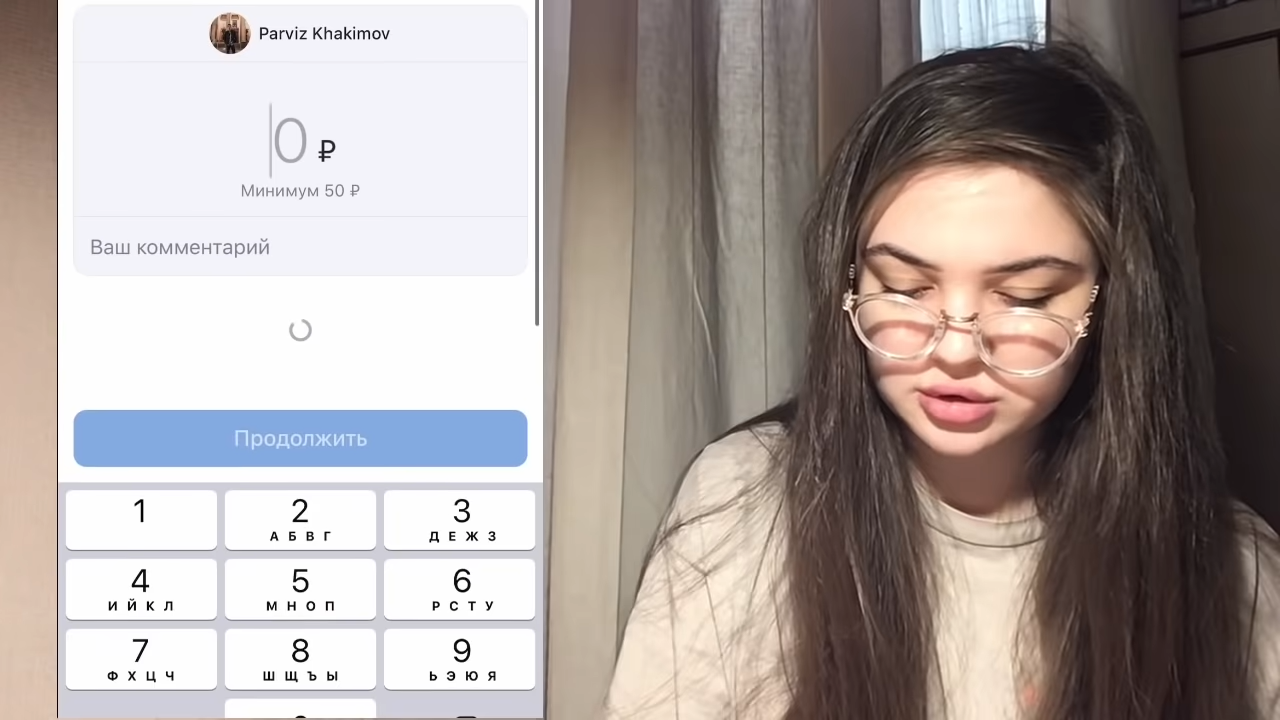 Parviz Khakimov
0 ₽
Минимум 50 ₽
Ваш комментарий
Продолжить
1 2 3
А Б В Г Д Е Ж З
4 5 6
И Й К Л М Н О П Р С Т У
7 8 9
Ф Х Ц Ч Ш Щ Ъ Ы Ь Э Ю Я